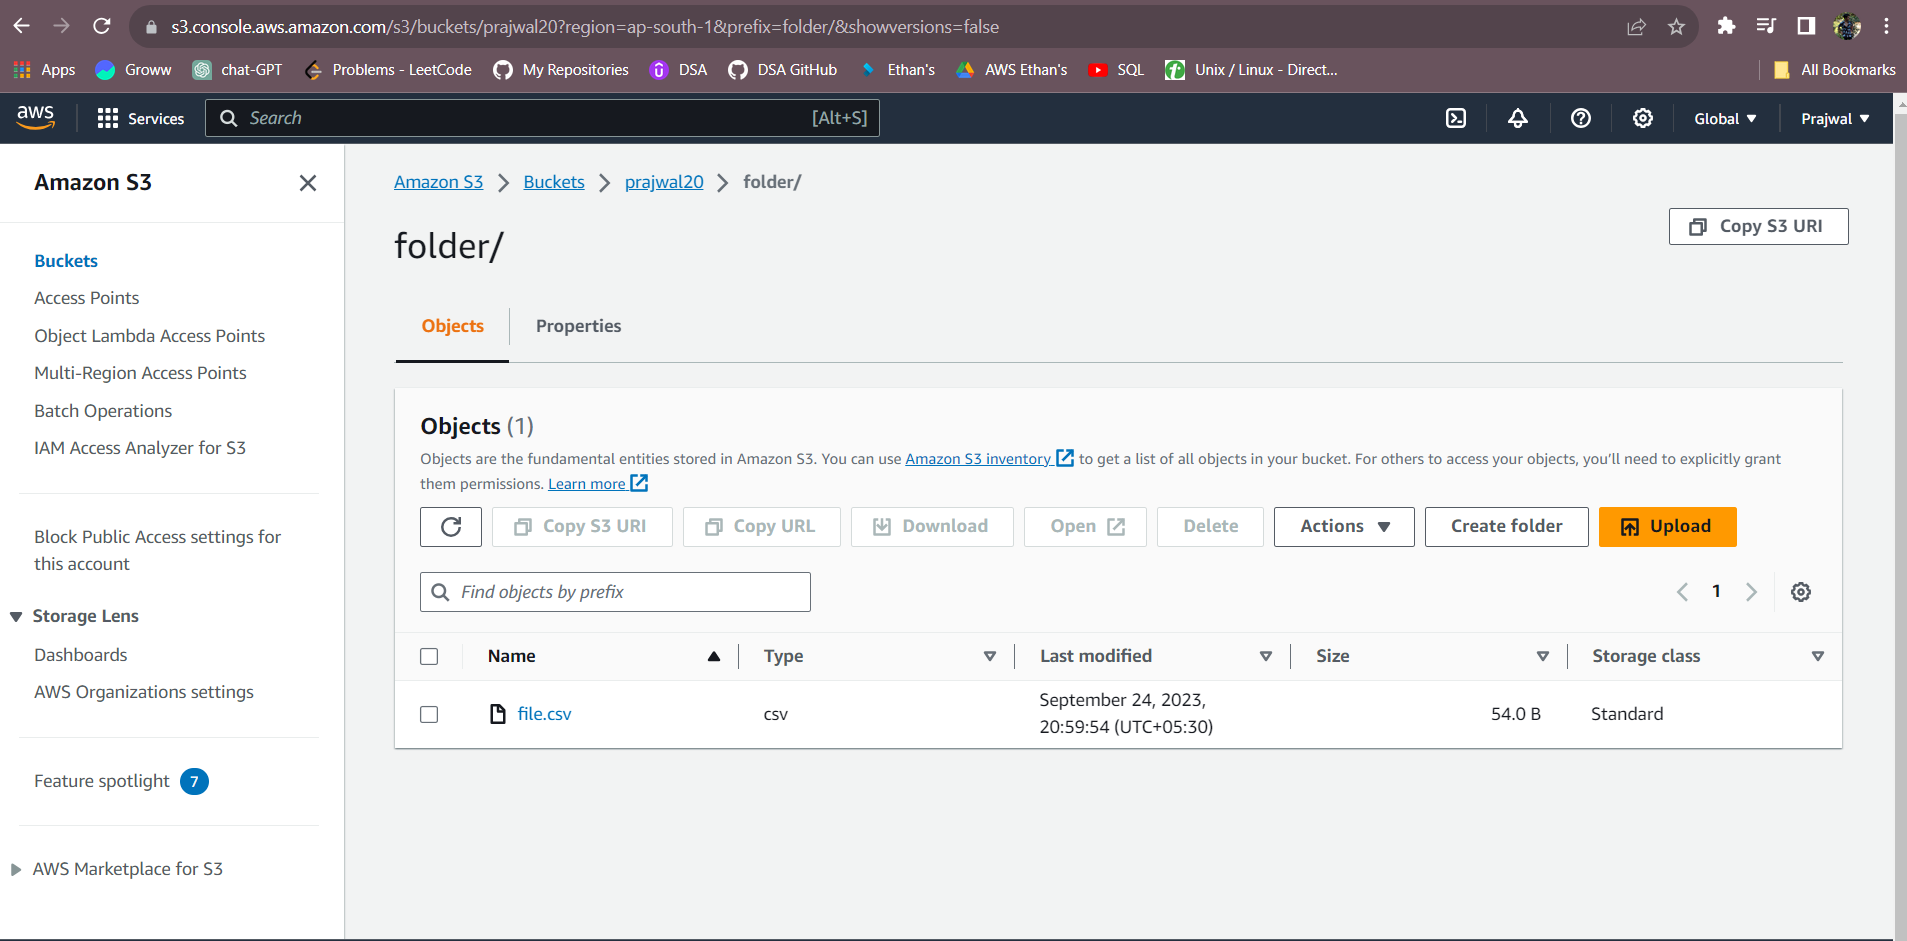 s3.console.aws.amazon.com/s3/buckets/prajwal20?region=ap-south-1&prefix=folder/&showversions=false
Apps Groww chat-GPT Problems - LeetCode My Repositories DSA DSA GitHub Ethan's AWS Ethan's SQL Unix / Linux - Direct... All Bookmarks
aws Services Search [Alt+S] Global Prajwal
Amazon S3
Buckets
Access Points
Object Lambda Access Points
Multi-Region Access Points
Batch Operations
IAM Access Analyzer for S3
Block Public Access settings for
this account
Storage Lens
Dashboards
AWS Organizations settings
Feature spotlight 7
AWS Marketplace for S3
Amazon S3 Buckets prajwal20 folder/
folder/
Copy S3 URI
Objects Properties
Objects (1)
Objects are the fundamental entities stored in Amazon S3. You can use Amazon S3 inventory to get a list of all objects in your bucket. For others to access your objects, you'll need to explicitly grant
them permissions. Learn more
Copy S3 URI Copy URL Download Open Delete Actions Create folder Upload
Find objects by prefix 1
Name Type Last modified Size Storage class
file.csv csv September 24, 2023, 54.0 B Standard
20:59:54 (UTC+05:30)